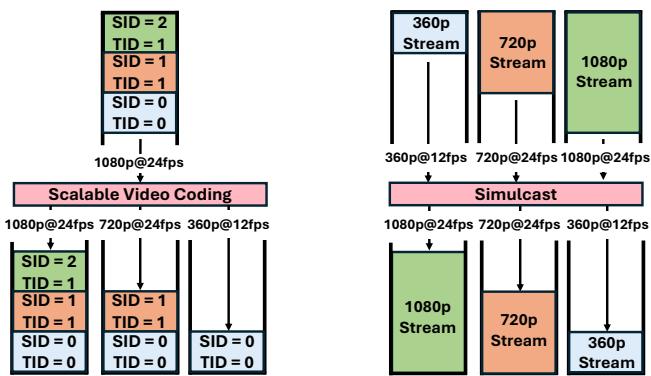 SID = 2
TID = 1
SID = 1
TID = 1
SID = 0
TID = 0
1080p@24fps
Scalable Video Coding
1080p@24fps 720p@24fps 360p@12fps
SID = 2
TID = 1
SID = 1
TID = 1
SID = 0
TID = 0
SID = 1
TID = 1
SID = 0
TID = 0
SID = 0
TID = 0
360p
Stream
720p
Stream
1080p
Stream
360p@12fps 720p@24fps 1080p@24fps
Simulcast
1080p@24fps 720p@24fps 360p@12fps
1080p
Stream
720p
Stream
360p
Stream